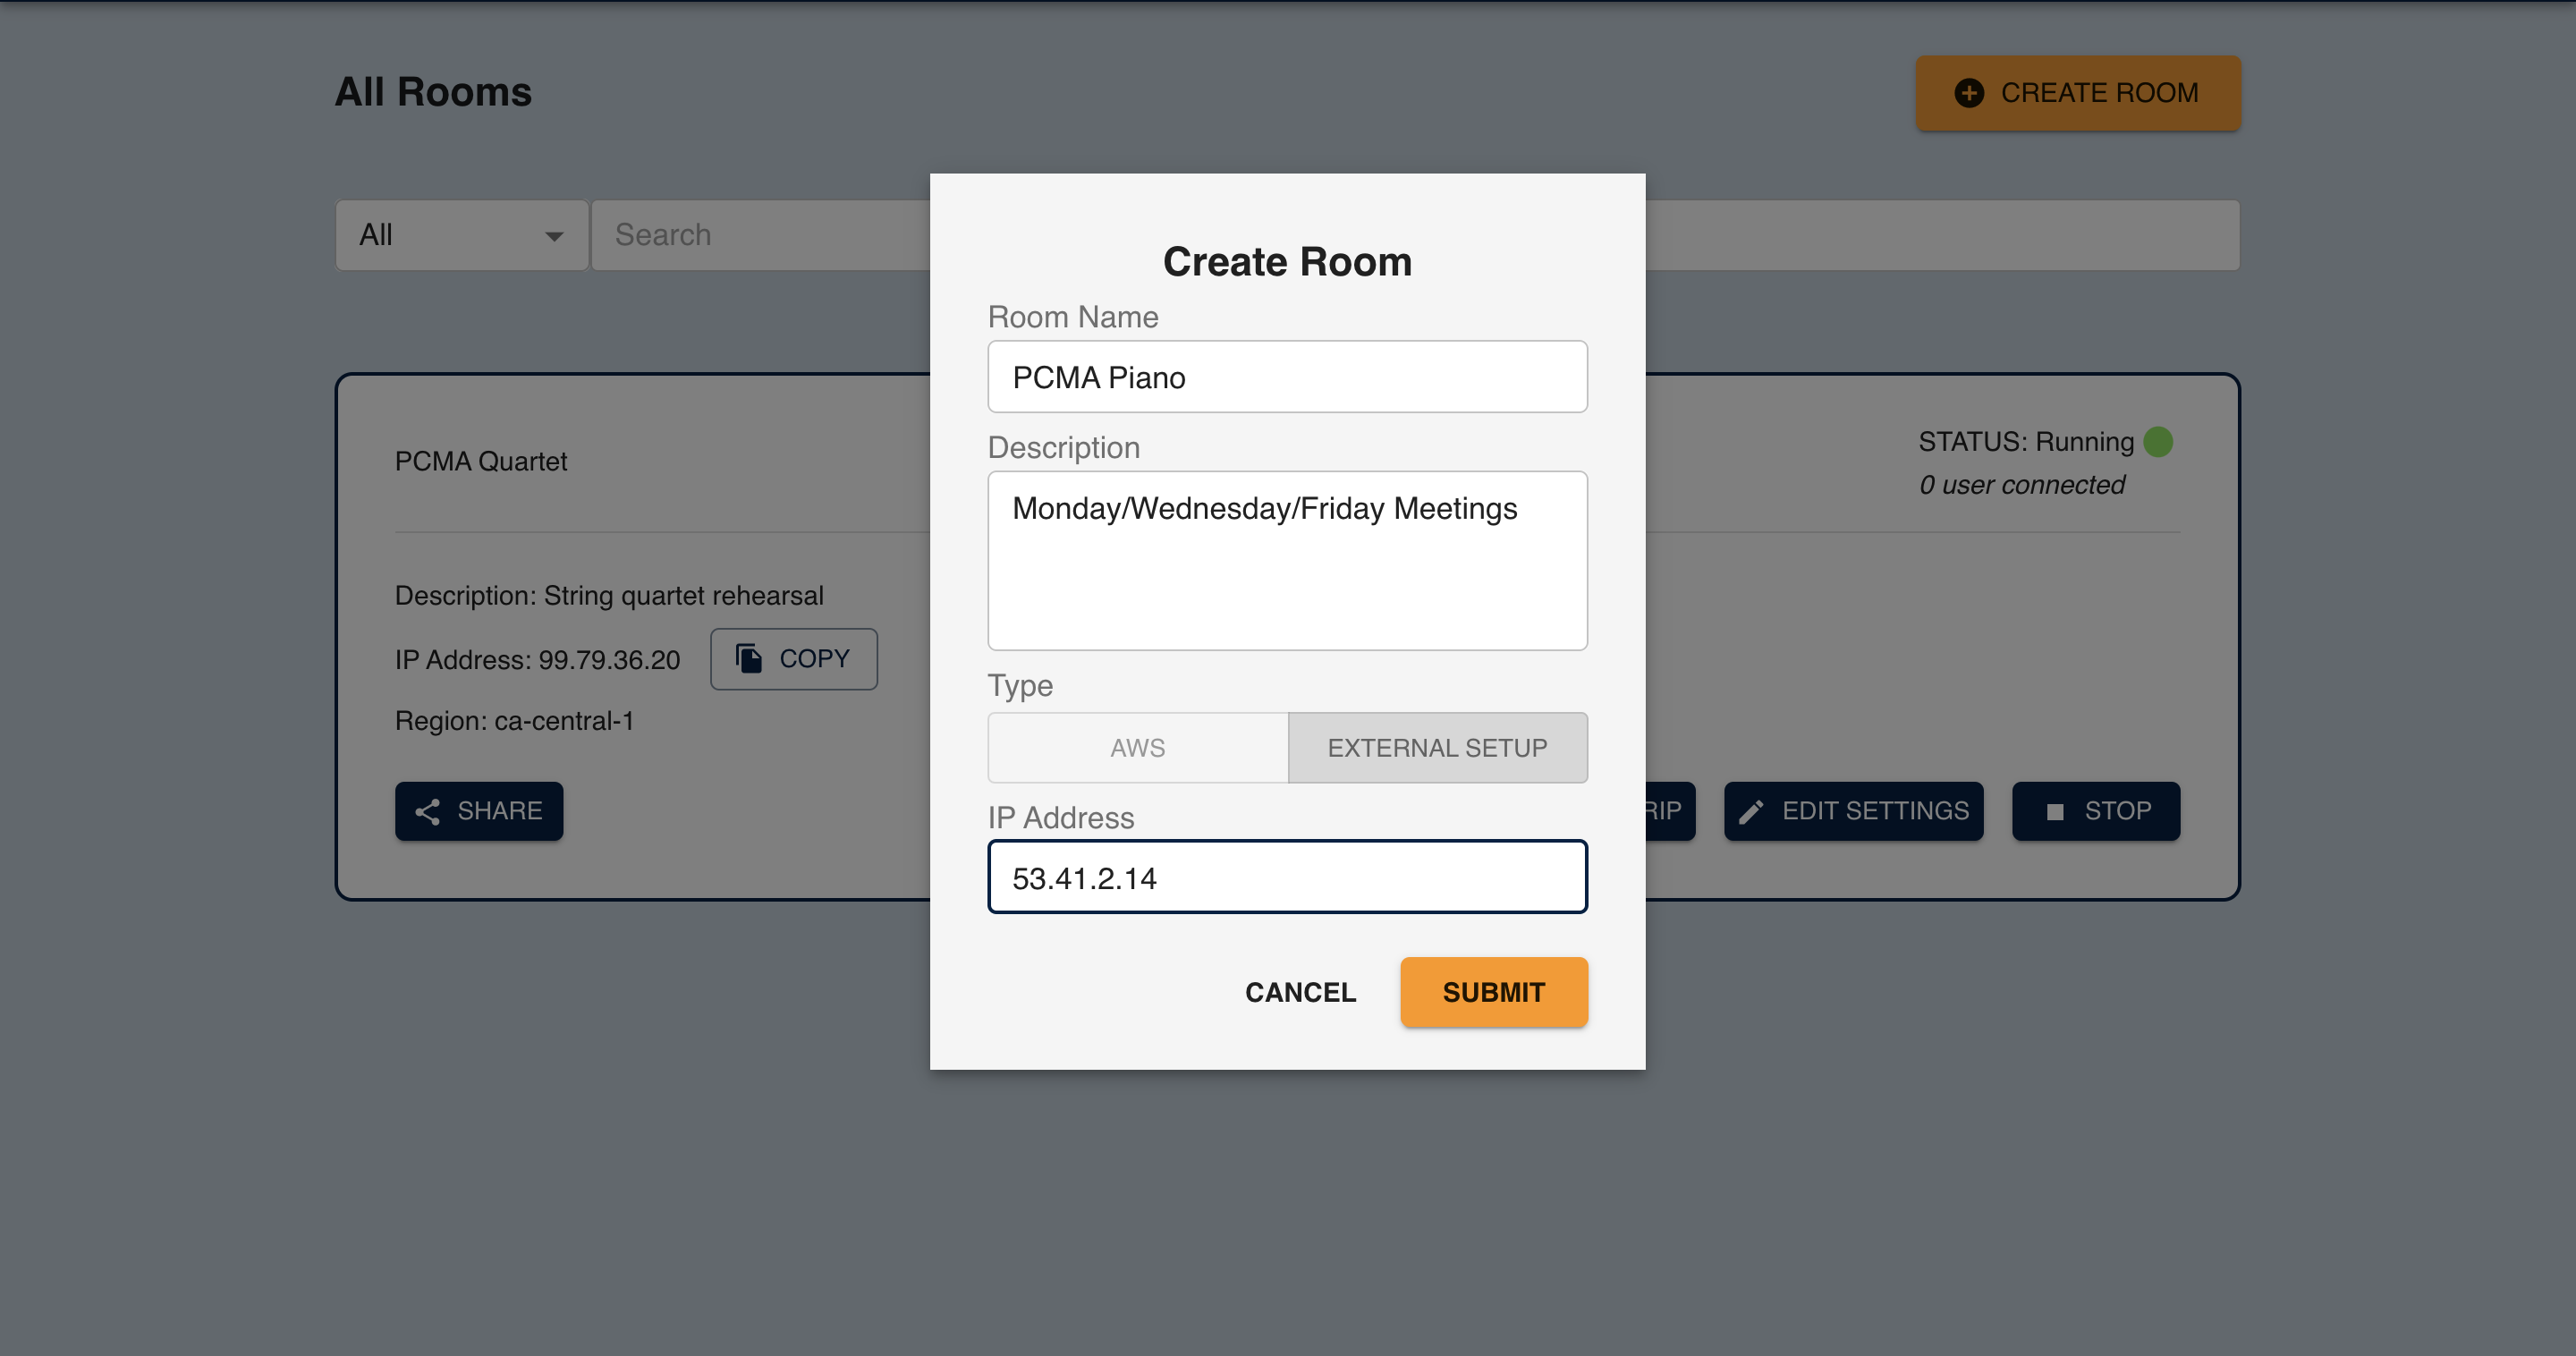 All Rooms
CREATE ROOM
All
Search
PCMA Quartet
STATUS: Running
0 user connected
Description: String quartet rehearsal
IP Address: 99.79.36.20
COPY
Region: ca-central-1
SHARE
RIP
EDIT SETTINGS
STOP
Create Room
Room Name
PCMA Piano
Description
Monday/Wednesday/Friday Meetings
Type
AWS
EXTERNAL SETUP
IP Address
53.41.2.14
CANCEL
SUBMIT